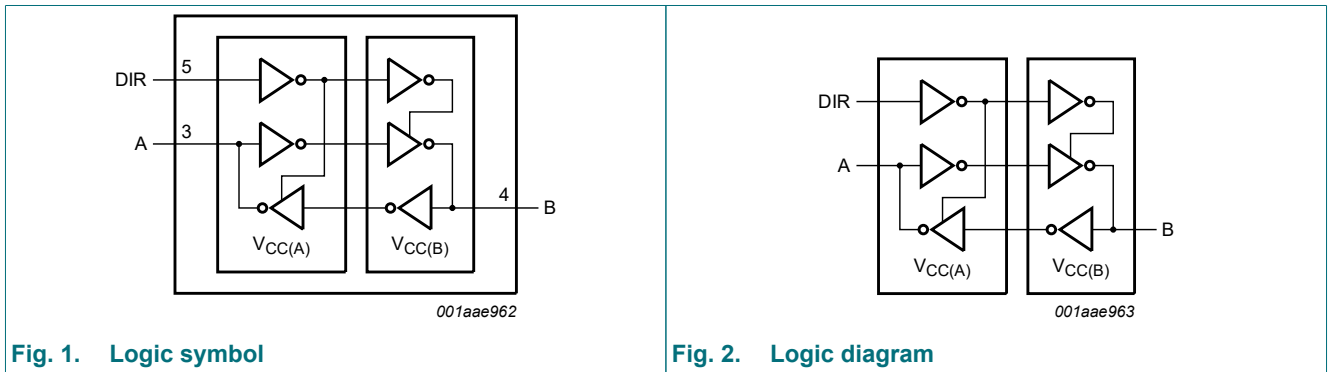 5
DIR
3
A
4
B
VCC(A) VCC(B)
001aae962
Fig. 1. Logic symbol
DIR
A
B
VCC(A) VCC(B)
001aae963
Fig. 2. Logic diagram